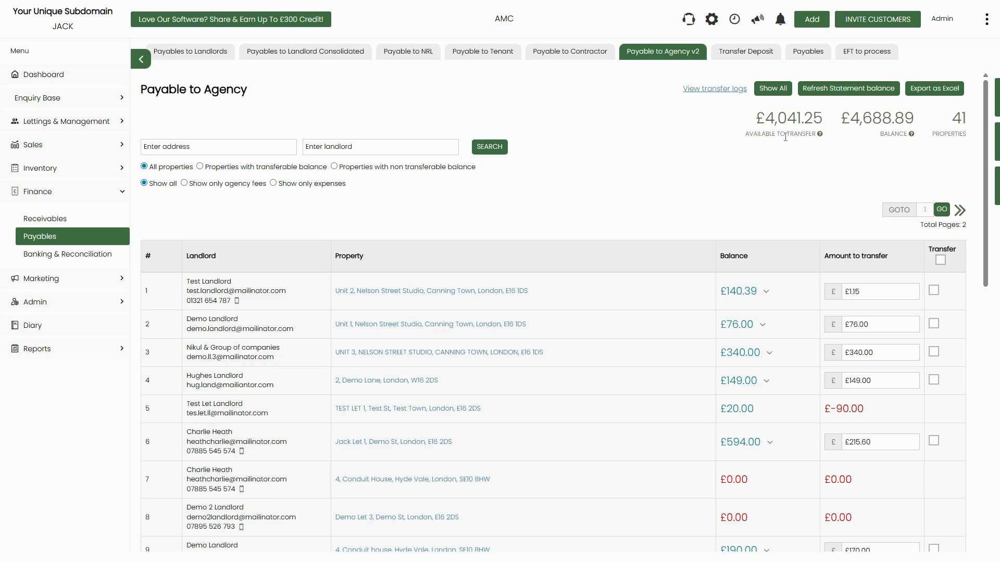 Your Unique Subdomain
JACK
Love Our Software? Share & Earn Up To £300 Credit!
AMC
Add
INVITE CUSTOMERS
Admin
Menu
Dashboard
Enquiry Base
Lettings & Management
Sales
Inventory
Finance
Receivables
Payables
Banking & Reconciliation
Marketing
Admin
Diary
Reports
Payables to Landlords
Payables to Landlord Consolidated
Payable to NRL
Payable to Tenant
Payable to Contractor
Payable to Agency v2
Transfer Deposit
Payables
EFT to process
Payable to Agency
View transfer logs
Show All
Refresh Statement balance
Export as Excel
£4,041.25
£4,688.89
41
AVAILABLE TO TRANSFER
BALANCE
PROPERTIES
Enter address
Enter landlord
SEARCH
All properties
Properties with transferable balance
Properties with non transferable balance
Show all
Show only agency fees
Show only expenses
GOTO
1
GO
Total Pages: 2
# Landlord Property Balance Amount to transfer Transfer
1
Test Landlord
test.landlord@mailinator.com
01321 654 787
Unit 2, Nelson Street Studio, Canning Town, London, E16 1DS
£140.39
£ £1.15
2
Demo Landlord
demo.landlord@mailinator.com
Unit 1, Nelson Street Studio, Canning Town, London, E16 1DS
£76.00
£ £76.00
3
Nikul & Group of companies
demo.ll.3@mailinator.com
UNIT 3, NELSON STREET STUDIO, CANNING TOWN, LONDON, E16 1DS
£340.00
£ £340.00
4
Hughes Landlord
hug.land@mailiantor.com
2, Demo Lane, London, W16 2DS
£149.00
£ £149.00
5
Test Let Landlord
tes.let.ll@mailinator.com
TEST LET 1, Test St, Test Town, London, E16 2DS
£20.00
£-90.00
6
Charlie Heath
heathcharlie@mailinator.com
07885 545 574
Jack Let 1, Demo St, London, E16 2DS
£594.00
£ £215.60
7
Charlie Heath
heathcharlie@mailinator.com
07885 545 574
4, Conduit House, Hyde Vale, London, SE10 8HW
£0.00
£0.00
8
Demo 2 Landlord
demo2landlord@mailinator.com
07895 526 793
Demo Let 3, Demo St, London, E16 2DS
£0.00
£0.00
9
Demo Landlord
4, Conduit house, Hyde Vale, London, SE10 8HW
£190.00
£ £170.00